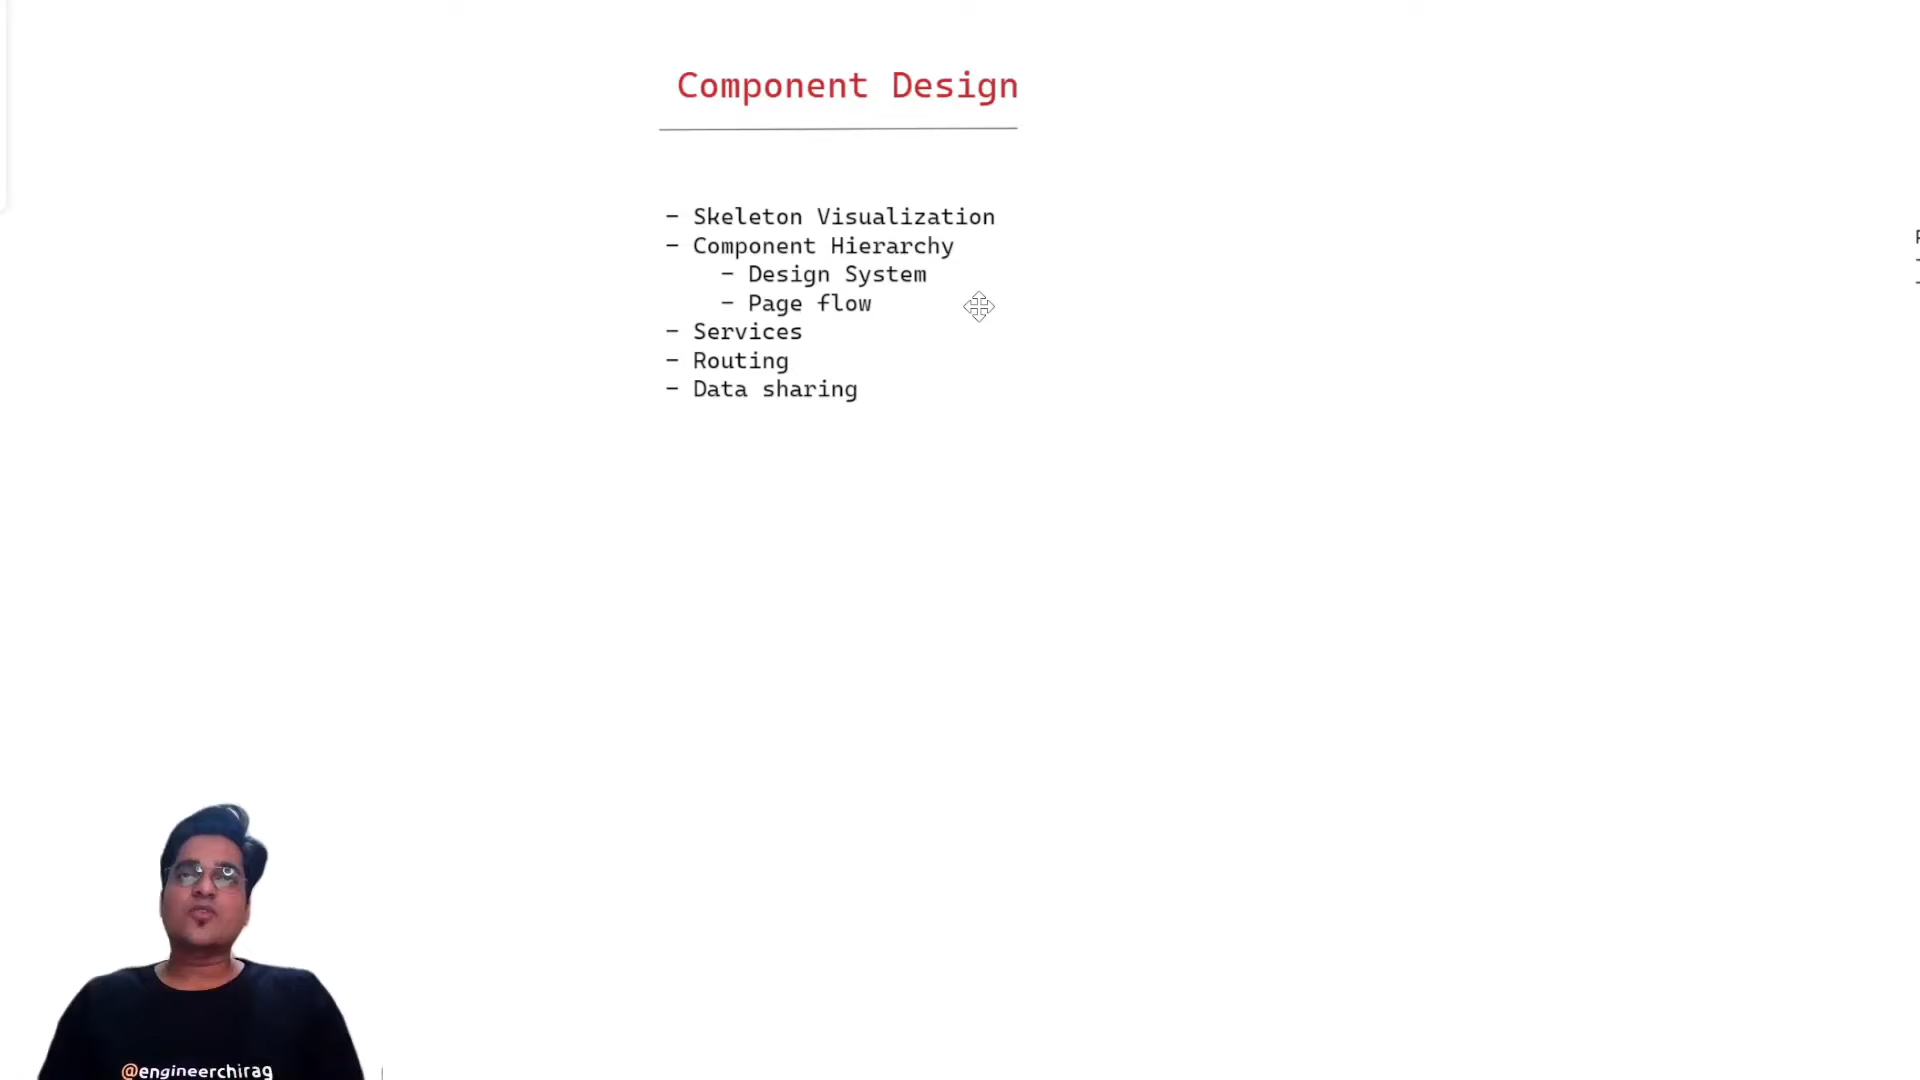 Component Design
- Skeleton Visualization
- Component Hierarchy
- Design System
- Page flow
- Services
- Routing
- Data sharing
@engineerchirag